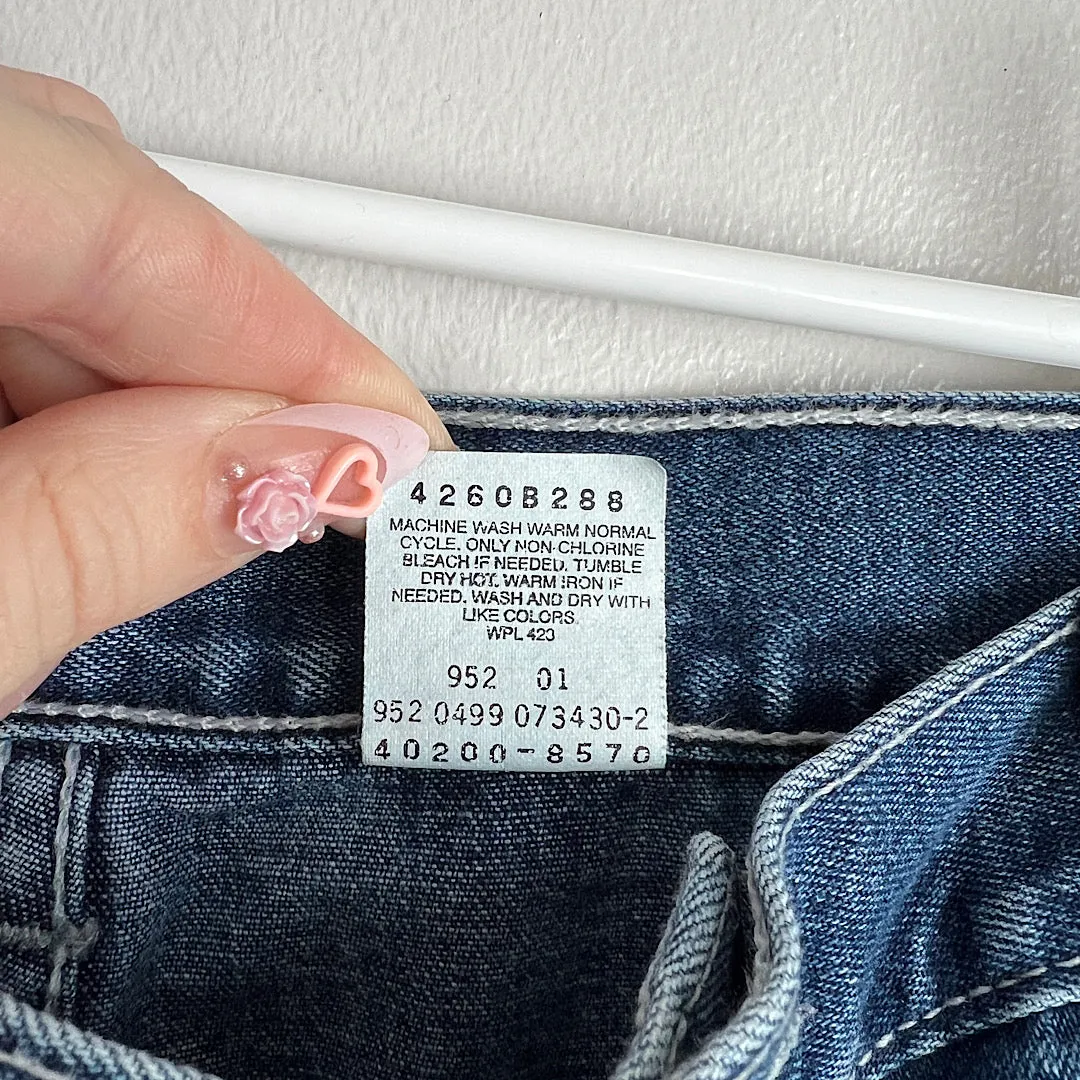 4260B288
MACHINE WASH WARM NORMAL
CYCLE. ONLY NON-CHLORINE
BLEACH IF NEEDED. TUMBLE
DRY HOT. WARM IRON IF
NEEDED. WASH AND DRY WITH
LIKE COLORS.
WPL 423
952 01
952 0499 073430-2
40200-8570